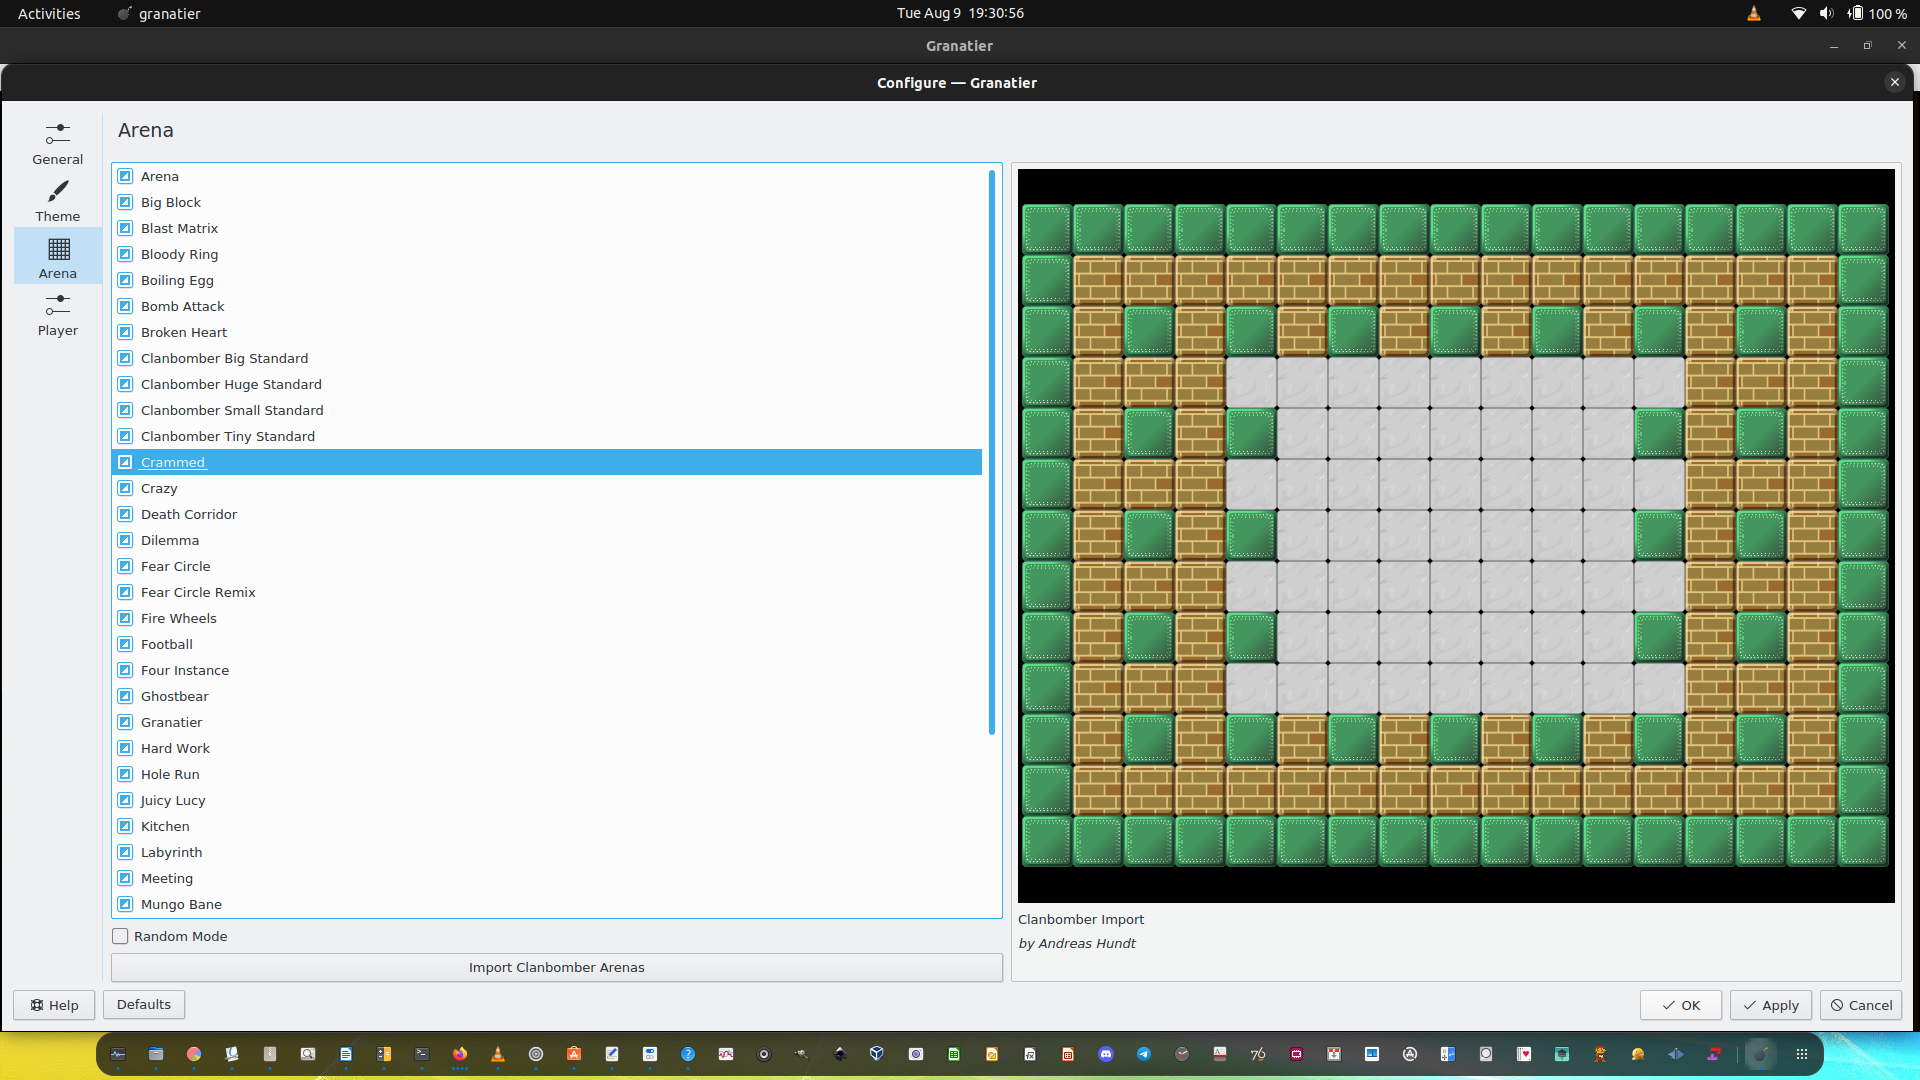 Activities
granatier
Tue Aug 9 19:30:56
100 %
Granatier
Configure — Granatier
General
Theme
Arena
Player
Arena
Arena
Big Block
Blast Matrix
Bloody Ring
Boiling Egg
Bomb Attack
Broken Heart
Clanbomber Big Standard
Clanbomber Huge Standard
Clanbomber Small Standard
Clanbomber Tiny Standard
Crammed
Crazy
Death Corridor
Dilemma
Fear Circle
Fear Circle Remix
Fire Wheels
Football
Four Instance
Ghostbear
Granatier
Hard Work
Hole Run
Juicy Lucy
Kitchen
Labyrinth
Meeting
Mungo Bane
Random Mode
Import Clanbomber Arenas
Clanbomber Import
by Andreas Hundt
Help
Defaults
OK
Apply
Cancel